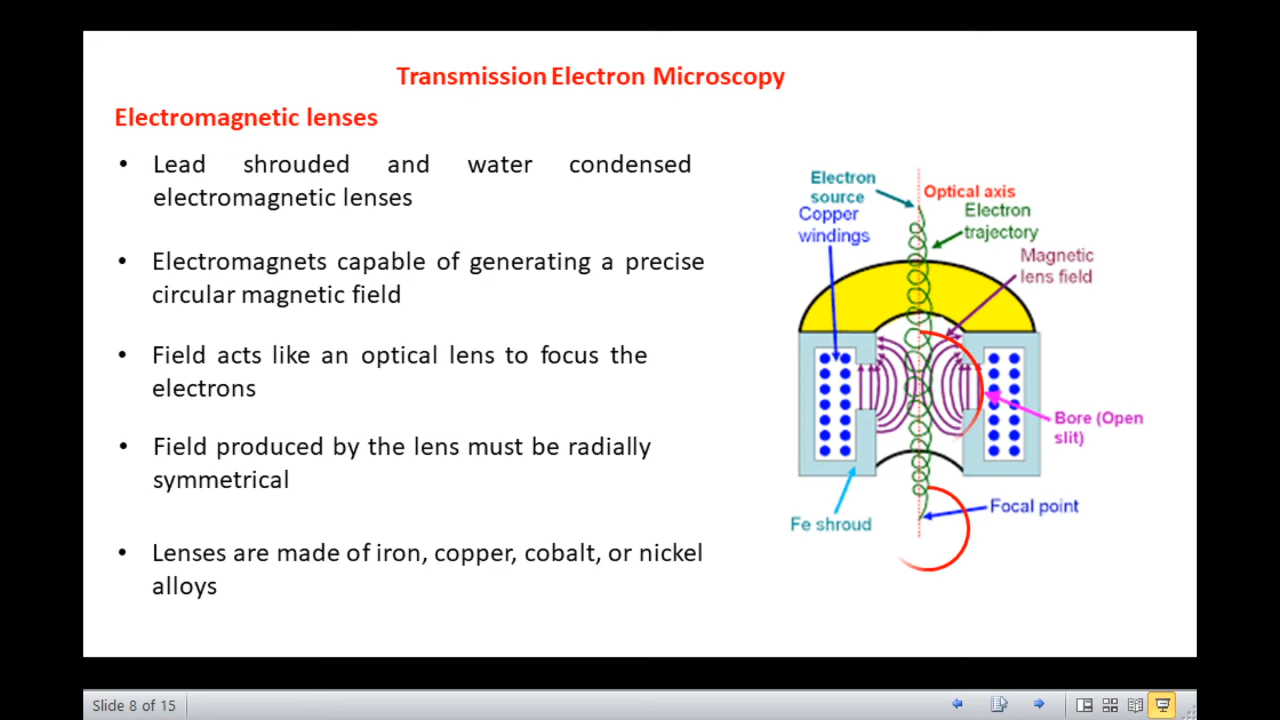 Transmission Electron Microscopy
Electromagnetic lenses
• Lead shrouded and water condensed
electromagnetic lenses
• Electromagnets capable of generating a precise
circular magnetic field
• Field acts like an optical lens to focus the
electrons
• Field produced by the lens must be radially
symmetrical
• Lenses are made of iron, copper, cobalt, or nickel
alloys
Electron
source
Optical axis
Copper
windings
Electron
trajectory
Magnetic
lens field
Bore (Open
slit)
Focal point
Fe shroud
Slide 8 of 15